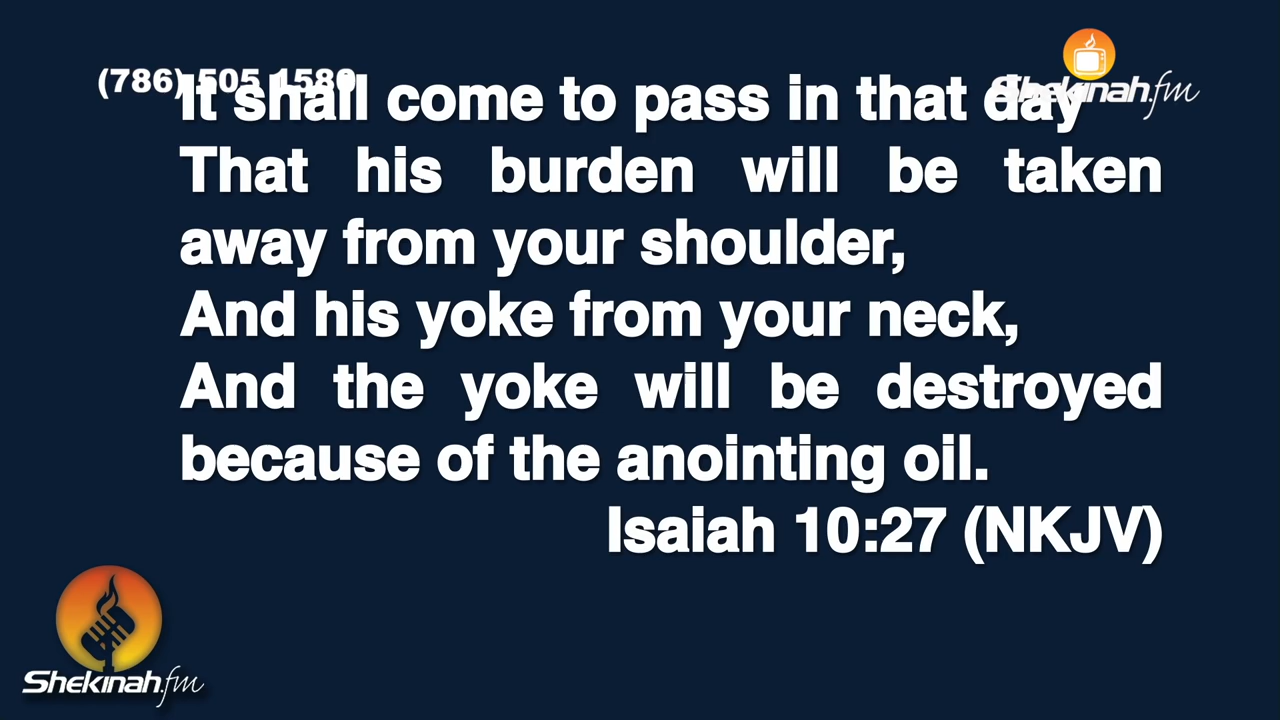 (786) 505 1580
Shekinah.fm
It shall come to pass in that day
That his burden will be taken
away from your shoulder,
And his yoke from your neck,
And the yoke will be destroyed
because of the anointing oil.
Isaiah 10:27 (NKJV)
Shekinah.fm